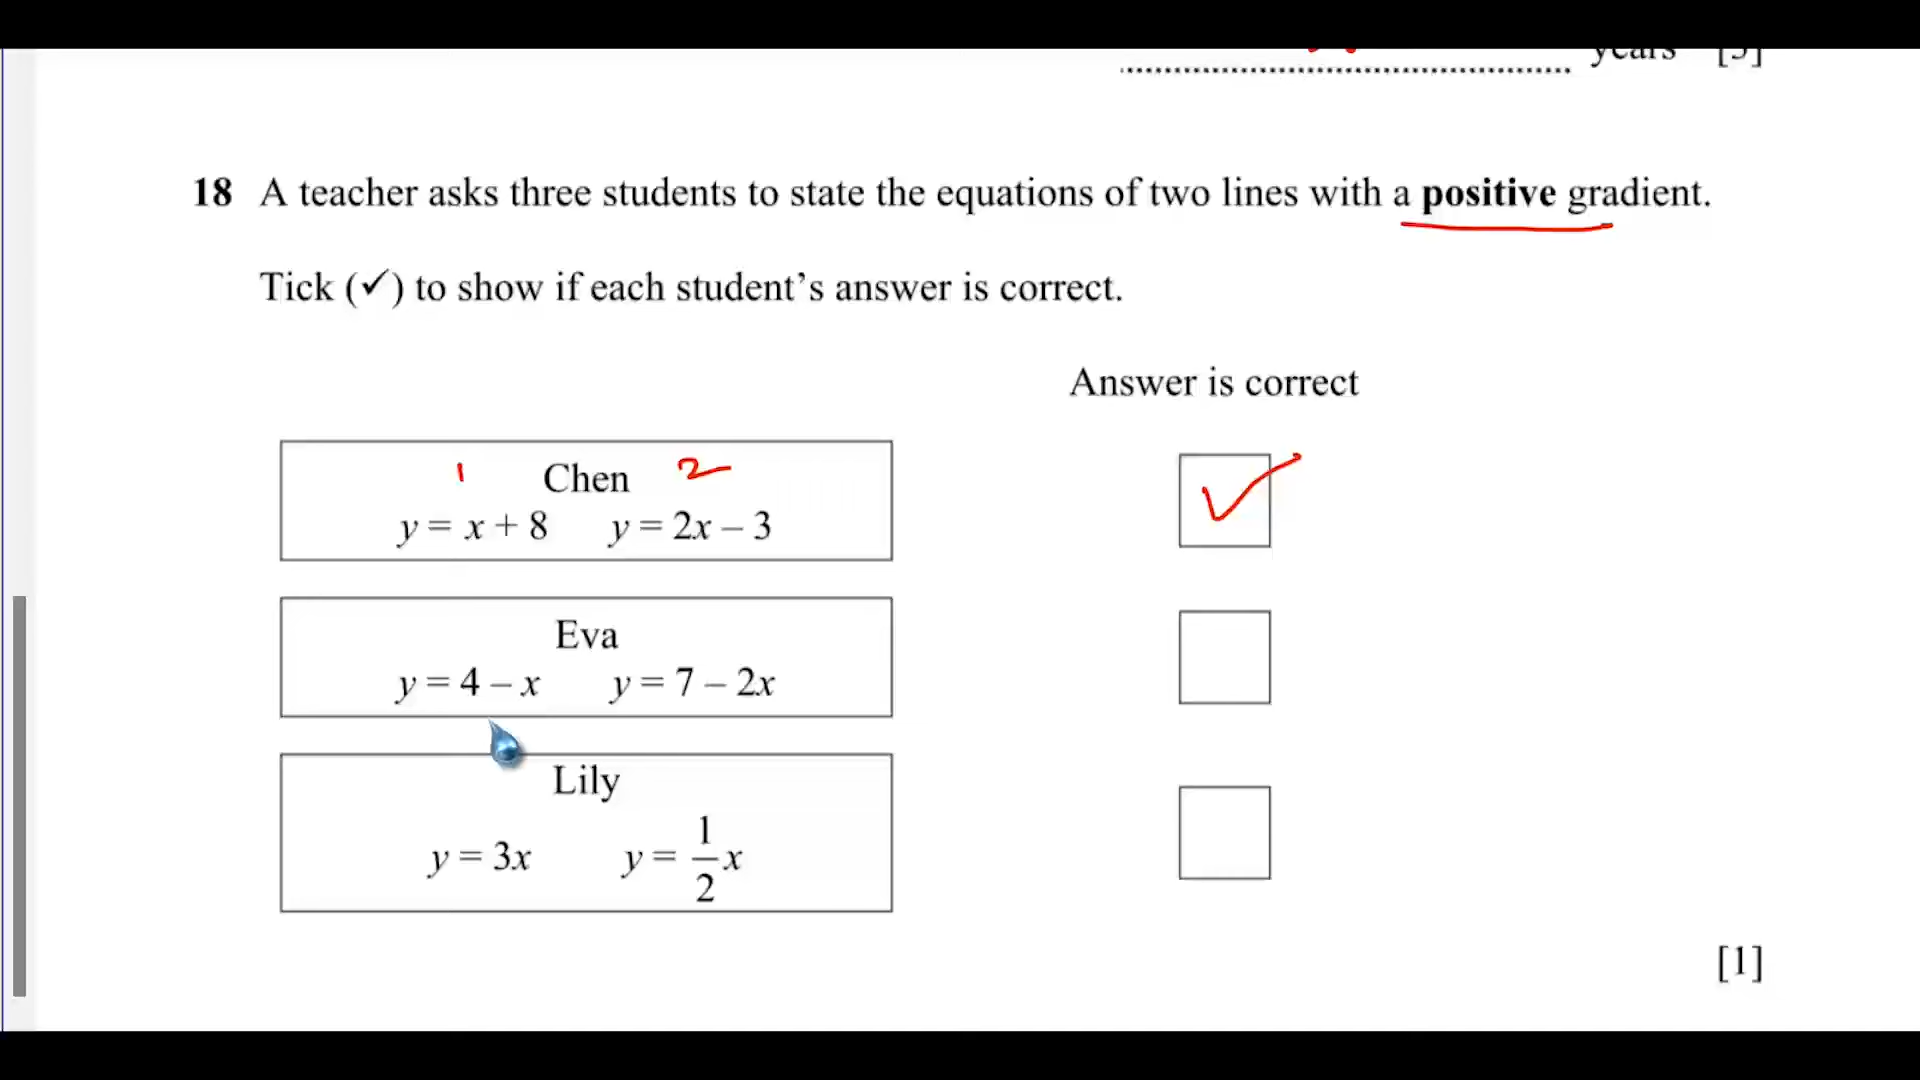 years [3]
18 A teacher asks three students to state the equations of two lines with a positive gradient.
Tick (✓) to show if each student’s answer is correct.
Answer is correct
1 Chen 2
y = x + 8 y = 2x – 3
✓
Eva
y = 4 – x y = 7 – 2x
Lily
y = 3x y = 1/2 x
[1]